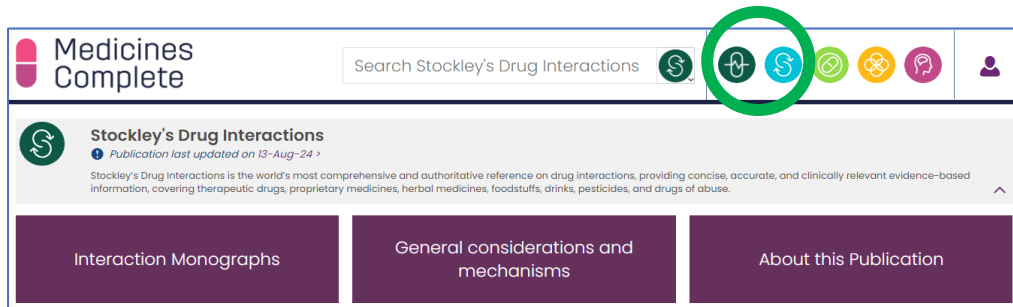 Medicines
Complete
Search Stockley's Drug Interactions
Stockley's Drug Interactions
Publication last updated on 13-Aug-24 >
Stockley's Drug Interactions is the world's most comprehensive and authoritative reference on drug interactions, providing concise, accurate, and clinically relevant evidence-based
information, covering therapeutic drugs, proprietary medicines, herbal medicines, foodstuffs, drinks, pesticides, and drugs of abuse.
Interaction Monographs
General considerations and
mechanisms
About this Publication